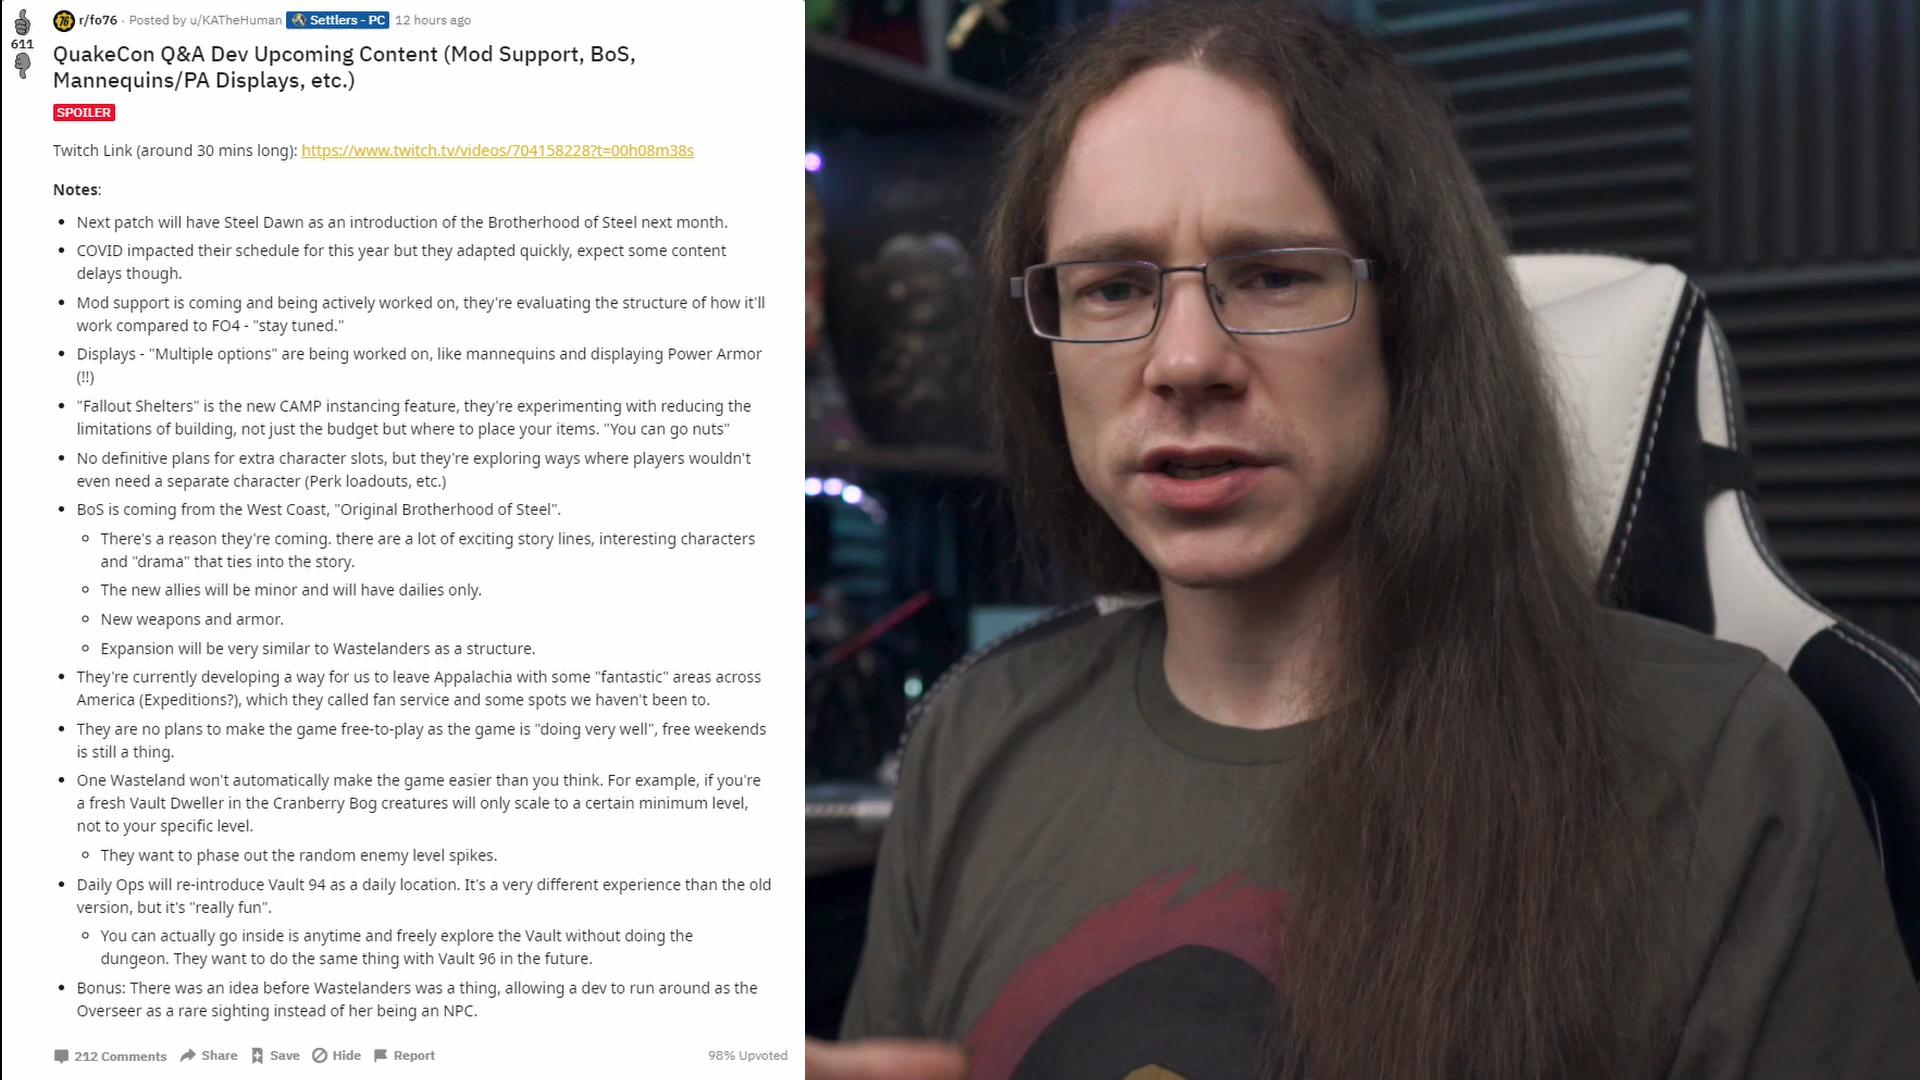 r/fo76 · Posted by u/KATheHuman Settlers - PC 12 hours ago
611
QuakeCon Q&A Dev Upcoming Content (Mod Support, BoS,
Mannequins/PA Displays, etc.)
SPOILER
Twitch Link (around 30 mins long): https://www.twitch.tv/videos/704158228?t=00h08m38s
Notes:
• Next patch will have Steel Dawn as an introduction of the Brotherhood of Steel next month.
• COVID impacted their schedule for this year but they adapted quickly, expect some content
delays though.
• Mod support is coming and being actively worked on, they're evaluating the structure of how it'll
work compared to FO4 - "stay tuned."
• Displays - "Multiple options" are being worked on, like mannequins and displaying Power Armor
(!!)
• "Fallout Shelters" is the new CAMP instancing feature, they're experimenting with reducing the
limitations of building, not just the budget but where to place your items. "You can go nuts"
• No definitive plans for extra character slots, but they're exploring ways where players wouldn't
even need a separate character (Perk loadouts, etc.)
• BoS is coming from the West Coast, "Original Brotherhood of Steel".
◦ There's a reason they're coming. there are a lot of exciting story lines, interesting characters
and "drama" that ties into the story.
◦ The new allies will be minor and will have dailies only.
◦ New weapons and armor.
◦ Expansion will be very similar to Wastelanders as a structure.
• They're currently developing a way for us to leave Appalachia with some "fantastic" areas across
America (Expeditions?), which they called fan service and some spots we haven't been to.
• They are no plans to make the game free-to-play as the game is "doing very well", free weekends
is still a thing.
• One Wasteland won't automatically make the game easier than you think. For example, if you're
a fresh Vault Dweller in the Cranberry Bog creatures will only scale to a certain minimum level,
not to your specific level.
◦ They want to phase out the random enemy level spikes.
• Daily Ops will re-introduce Vault 94 as a daily location. It's a very different experience than the old
version, but it's "really fun".
◦ You can actually go inside is anytime and freely explore the Vault without doing the
dungeon. They want to do the same thing with Vault 96 in the future.
• Bonus: There was an idea before Wastelanders was a thing, allowing a dev to run around as the
Overseer as a rare sighting instead of her being an NPC.
212 Comments Share Save Hide Report 98% Upvoted